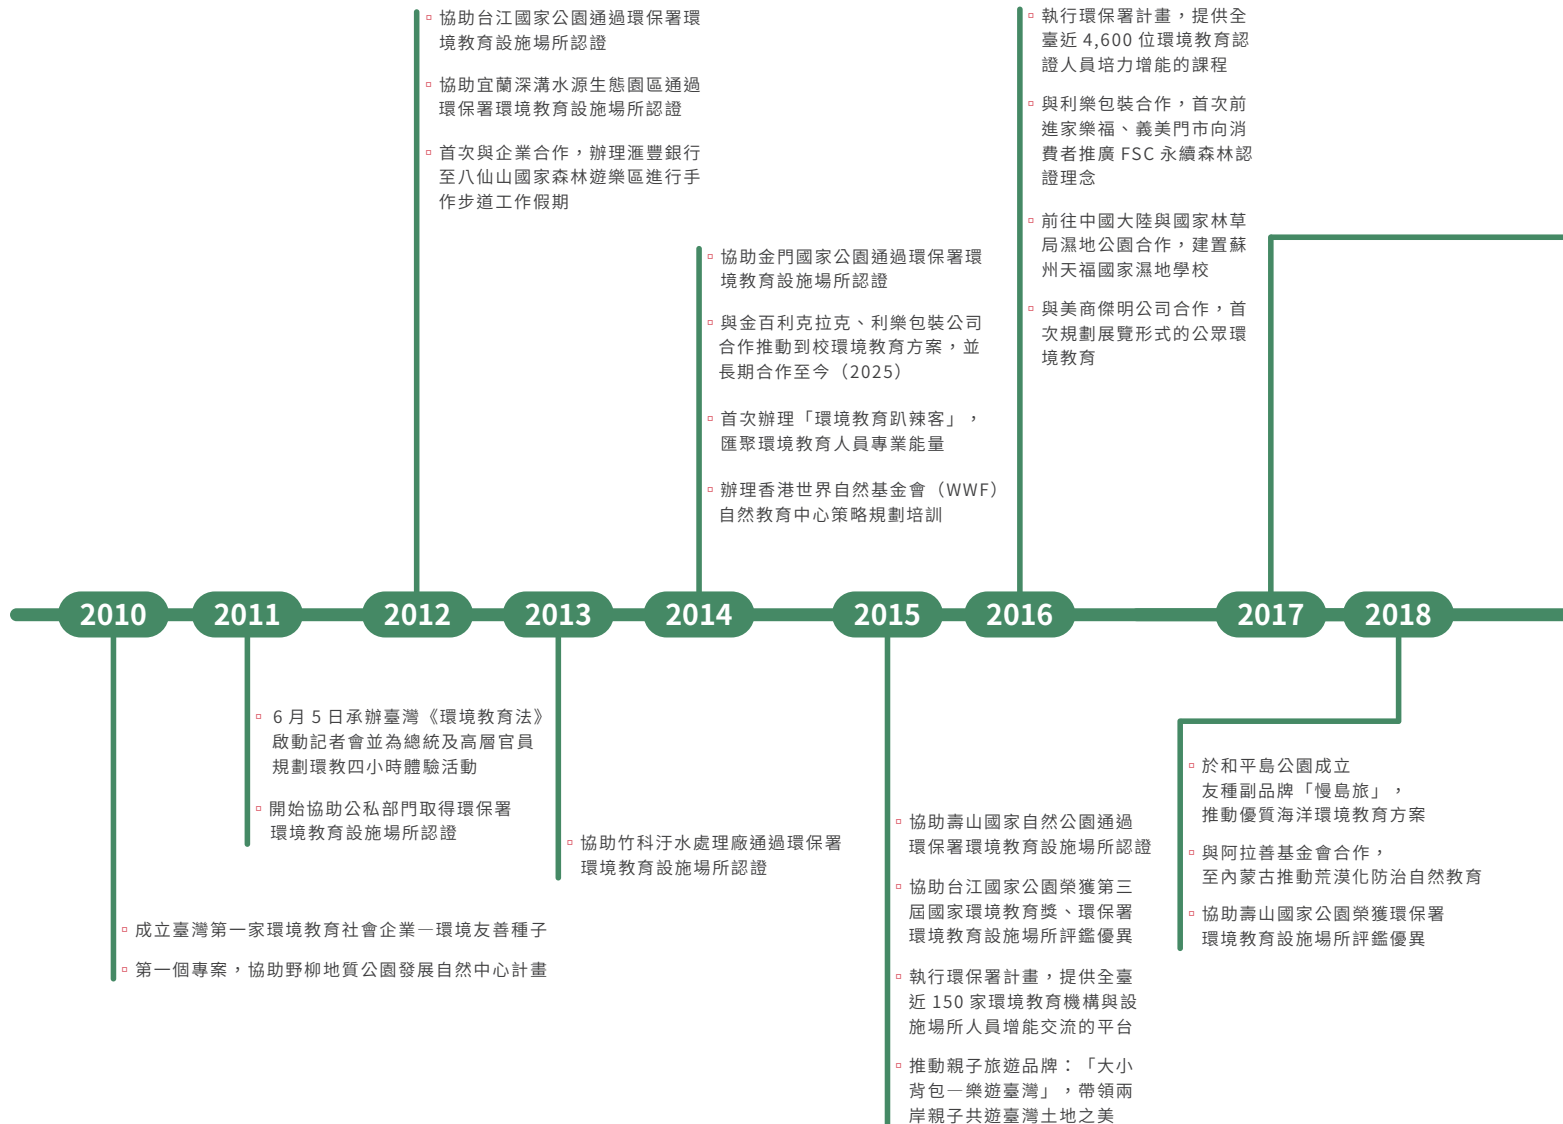 協助台江國家公園通過環保署環
境教育設施場所認證
協助宜蘭深溝水源生態園區通過
環保署環境教育設施場所認證
首次與企業合作，辦理滙豐銀行
至八仙山國家森林遊樂區進行手
作步道工作假期
協助金門國家公園通過環保署環
境教育設施場所認證
與金百利克拉克、利樂包裝公司
合作推動到校環境教育方案，並
長期合作至今（2025）
首次辦理「環境教育趴辣客」，
匯聚環境教育人員專業能量
辦理香港世界自然基金會（WWF）
自然教育中心策略規劃培訓
執行環保署計畫，提供全
臺近 4,600 位環境教育認
證人員培力增能的課程
與利樂包裝合作，首次前
進家樂福、義美門市向消
費者推廣 FSC 永續森林認
證理念
前往中國大陸與國家林草
局濕地公園合作，建置蘇
州天福國家濕地學校
與美商傑明公司合作，首
次規劃展覽形式的公眾環
境教育
2010
2011
2012
2013
2014
2015
2016
2017
2018
成立臺灣第一家環境教育社會企業—環境友善種子
第一個專案，協助野柳地質公園發展自然中心計畫
6 月 5 日承辦臺灣《環境教育法》
啟動記者會並為總統及高層官員
規劃環教四小時體驗活動
開始協助公私部門取得環保署
環境教育設施場所認證
協助竹科汙水處理廠通過環保署
環境教育設施場所認證
協助壽山國家自然公園通過
環保署環境教育設施場所認證
協助台江國家公園榮獲第三
屆國家環境教育獎、環保署
環境教育設施場所評鑑優異
執行環保署計畫，提供全臺
近 150 家環境教育機構與設
施場所人員增能交流的平台
推動親子旅遊品牌：「大小
背包—樂遊臺灣」，帶領兩
岸親子共遊臺灣土地之美
於和平島公園成立
友種副品牌「慢島旅」，
推動優質海洋環境教育方案
與阿拉善基金會合作，
至內蒙古推動荒漠化防治自然教育
協助壽山國家公園榮獲環保署
環境教育設施場所評鑑優異